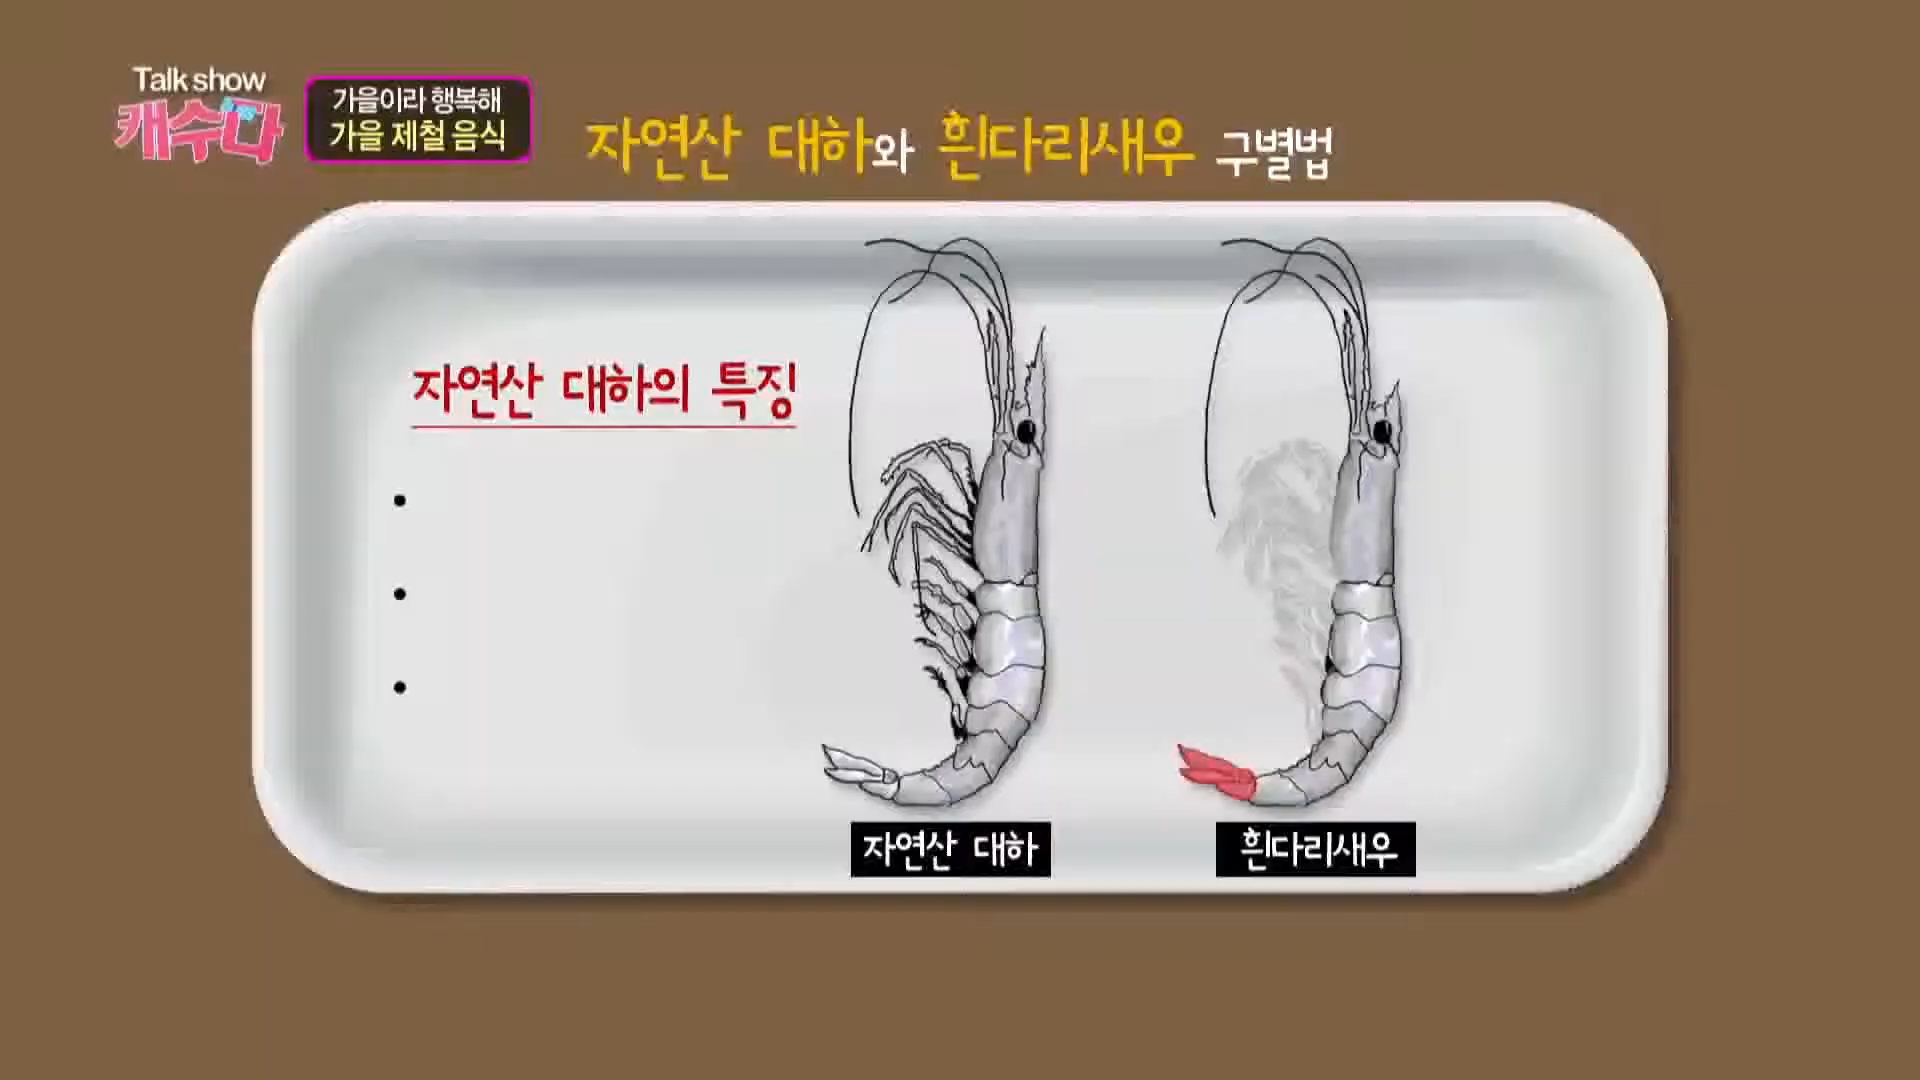 Talk show
캐수다
가을이라 행복해
가을 제철 음식
자연산 대하와 흰다리새우 구별법
자연산 대하의 특징
자연산 대하
흰다리새우